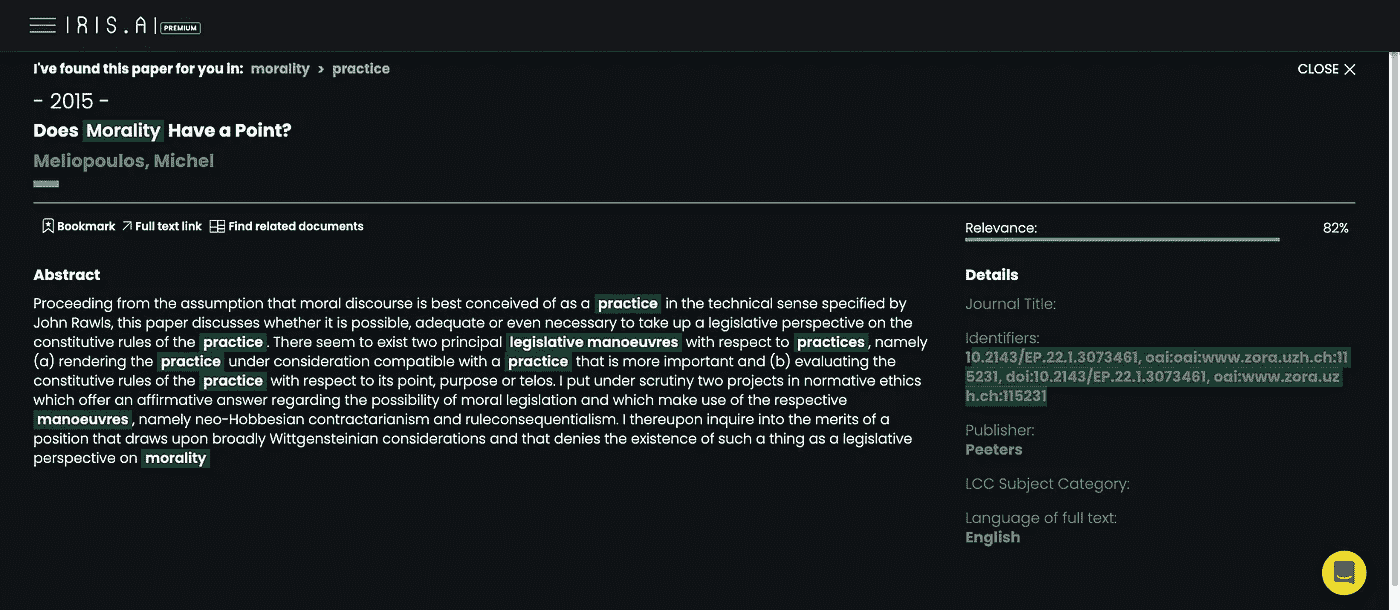 IRIS.AI PREMIUM
I've found this paper for you in: morality > practice
CLOSE
- 2015 -
Does Morality Have a Point?
Meliopoulos, Michel
Bookmark Full text link Find related documents
Relevance: 82%
Abstract
Proceeding from the assumption that moral discourse is best conceived of as a practice in the technical sense specified by
John Rawls, this paper discusses whether it is possible, adequate or even necessary to take up a legislative perspective on the
constitutive rules of the practice. There seem to exist two principal legislative manoeuvres with respect to practices, namely
(a) rendering the practice under consideration compatible with a practice that is more important and (b) evaluating the
constitutive rules of the practice with respect to its point, purpose or telos. I put under scrutiny two projects in normative ethics
which offer an affirmative answer regarding the possibility of moral legislation and which make use of the respective
manoeuvres, namely neo-Hobbesian contractarianism and ruleconsequentialism. I thereupon inquire into the merits of a
position that draws upon broadly Wittgensteinian considerations and that denies the existence of such a thing as a legislative
perspective on morality
Details
Journal Title:
Identifiers:
10.2143/EP.22.1.3073461, oai:oai:www.zora.uzh.ch:11
5231, doi:10.2143/EP.22.1.3073461, oai:www.zora.uz
h.ch:115231
Publisher:
Peeters
LCC Subject Category:
Language of full text:
English